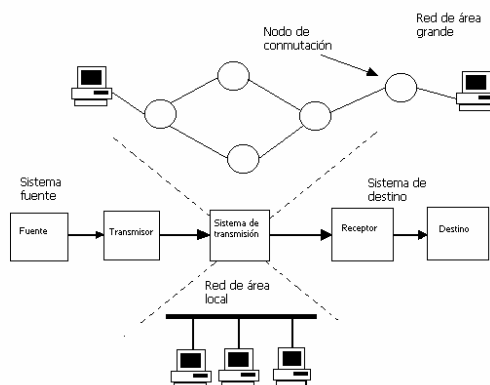 Nodo de
conmutación
Red de área
grande
Sistema
fuente
Sistema de
destino
Fuente
Transmisor
Sistema de
transmisión
Receptor
Destino
Red de área
local